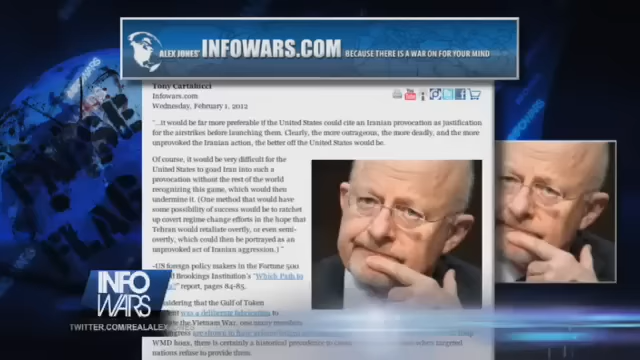 ALEX JONES' INFOWARS.COM BECAUSE THERE IS A WAR ON FOR YOUR MIND
INFOWARS
Tony Cartalucci
Infowars.com
Wednesday, February 1, 2012
"...it would be far more preferable if the United States could cite an Iranian provocation as justification
for the airstrikes before launching them. Clearly, the more outrageous, the more deadly, and the more
unprovoked the Iranian action, the better off the United States would be.
Of course, it would be very difficult for the
United States to goad Iran into such a
provocation without the rest of the world
recognizing this game, which would then
undermine it. (One method that would have
some possibility of success would be to ratchet
up covert regime change efforts in the hope that
Tehran would retaliate overtly, or even semi-
overtly, which could then be portrayed as an
unprovoked act of Iranian aggression.) "
-US foreign policy makers in the Fortune 500
Brookings Institution's "Which Path to
report, pages 84-85.
that the Gulf of Tonkin
was a deliberate fabrication to
the Vietnam War,
there is certainly a historical precedent
nations refuse to provide them.
INFO
WARS
TWITTER.COM/REALALEX